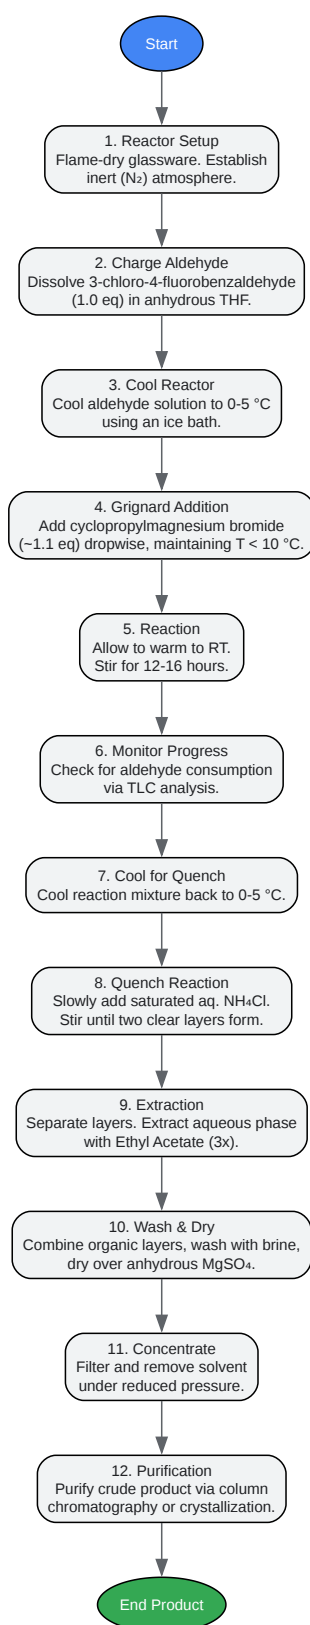 Start
1. Reactor Setup
Flame-dry glassware. Establish
inert (N₂) atmosphere.
2. Charge Aldehyde
Dissolve 3-chloro-4-fluorobenzaldehyde
(1.0 eq) in anhydrous THF.
3. Cool Reactor
Cool aldehyde solution to 0-5 °C
using an ice bath.
4. Grignard Addition
Add cyclopropylmagnesium bromide
(~1.1 eq) dropwise, maintaining T < 10 °C.
5. Reaction
Allow to warm to RT.
Stir for 12-16 hours.
6. Monitor Progress
Check for aldehyde consumption
via TLC analysis.
7. Cool for Quench
Cool reaction mixture back to 0-5 °C.
8. Quench Reaction
Slowly add saturated aq. NH₄Cl.
Stir until two clear layers form.
9. Extraction
Separate layers. Extract aqueous phase
with Ethyl Acetate (3x).
10. Wash & Dry
Combine organic layers, wash with brine,
dry over anhydrous MgSO₄.
11. Concentrate
Filter and remove solvent
under reduced pressure.
12. Purification
Purify crude product via column
chromatography or crystallization.
End Product